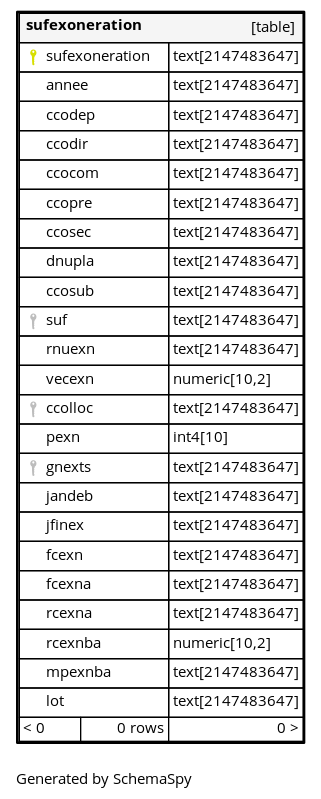 sufexoneration [table]
sufexoneration text[2147483647]
annee text[2147483647]
ccodep text[2147483647]
ccodir text[2147483647]
ccocom text[2147483647]
ccopre text[2147483647]
ccosec text[2147483647]
dnupla text[2147483647]
ccosub text[2147483647]
suf text[2147483647]
rnuexn text[2147483647]
vecexn numeric[10,2]
ccolloc text[2147483647]
pexn int4[10]
gnexts text[2147483647]
jandeb text[2147483647]
jfinex text[2147483647]
fcexn text[2147483647]
fcexna text[2147483647]
rcexna text[2147483647]
rcexnba numeric[10,2]
mpexnba text[2147483647]
lot text[2147483647]
< 0 0 rows 0 >
Generated by SchemaSpy